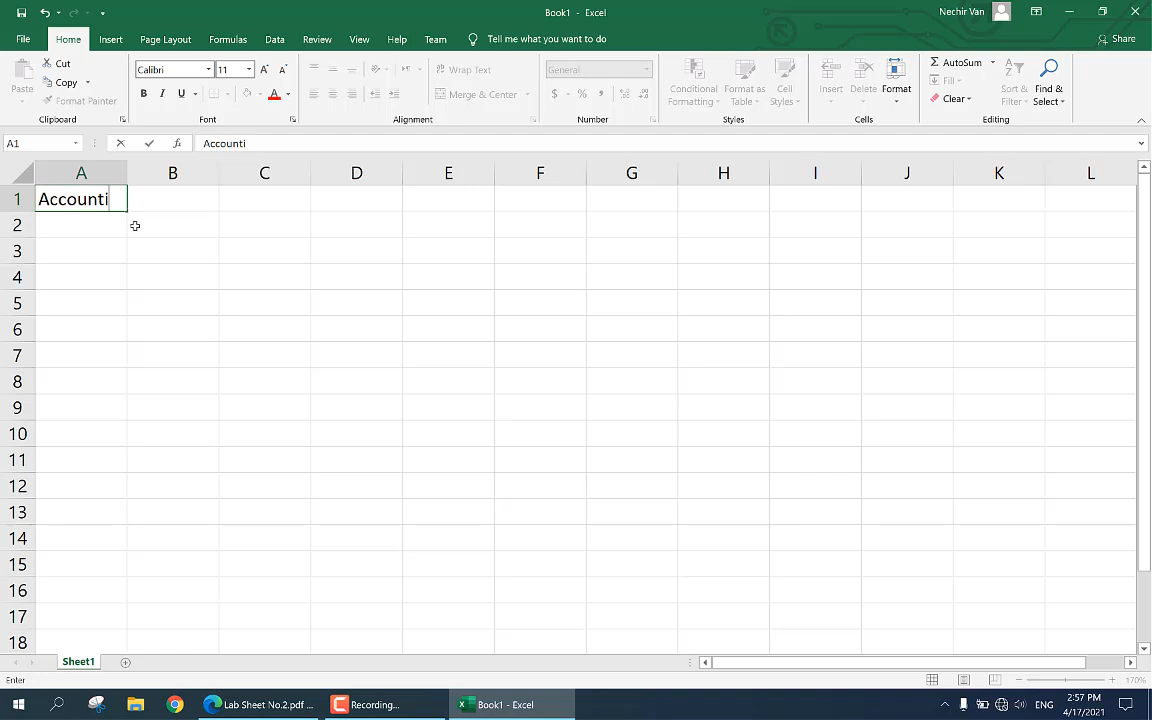 Book1 - Excel
Nechir Van
File Home Insert Page Layout Formulas Data Review View Help Team Tell me what you want to do Share
Paste
Cut
Copy
Format Painter
Clipboard
Calibri 11 A A
B I U A
Font
Wrap Text
Merge & Center
Alignment
General
$ % ,
Number
Conditional Formatting
Format as Table
Cell Styles
Styles
Insert Delete Format
Cells
AutoSum
Fill
Clear
Sort & Filter
Find & Select
Editing
A1 fx Accounti
A B C D E F G H I J K L
1 Accounti
2
3
4
5
6
7
8
9
10
11
12
13
14
15
16
17
18
Sheet1
Enter 170%
Lab Sheet No.2.pdf ... Recording... Book1 - Excel ENG 2:57 PM
4/17/2021